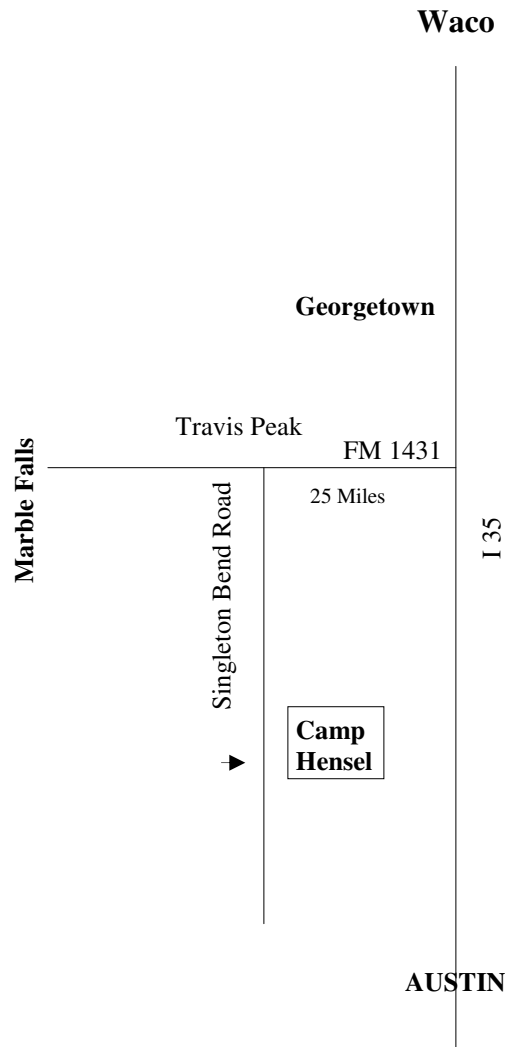 Waco
Georgetown
Travis Peak
FM 1431
Marble Falls
25 Miles
Singleton Bend Road
I 35
Camp
Hensel
AUSTIN